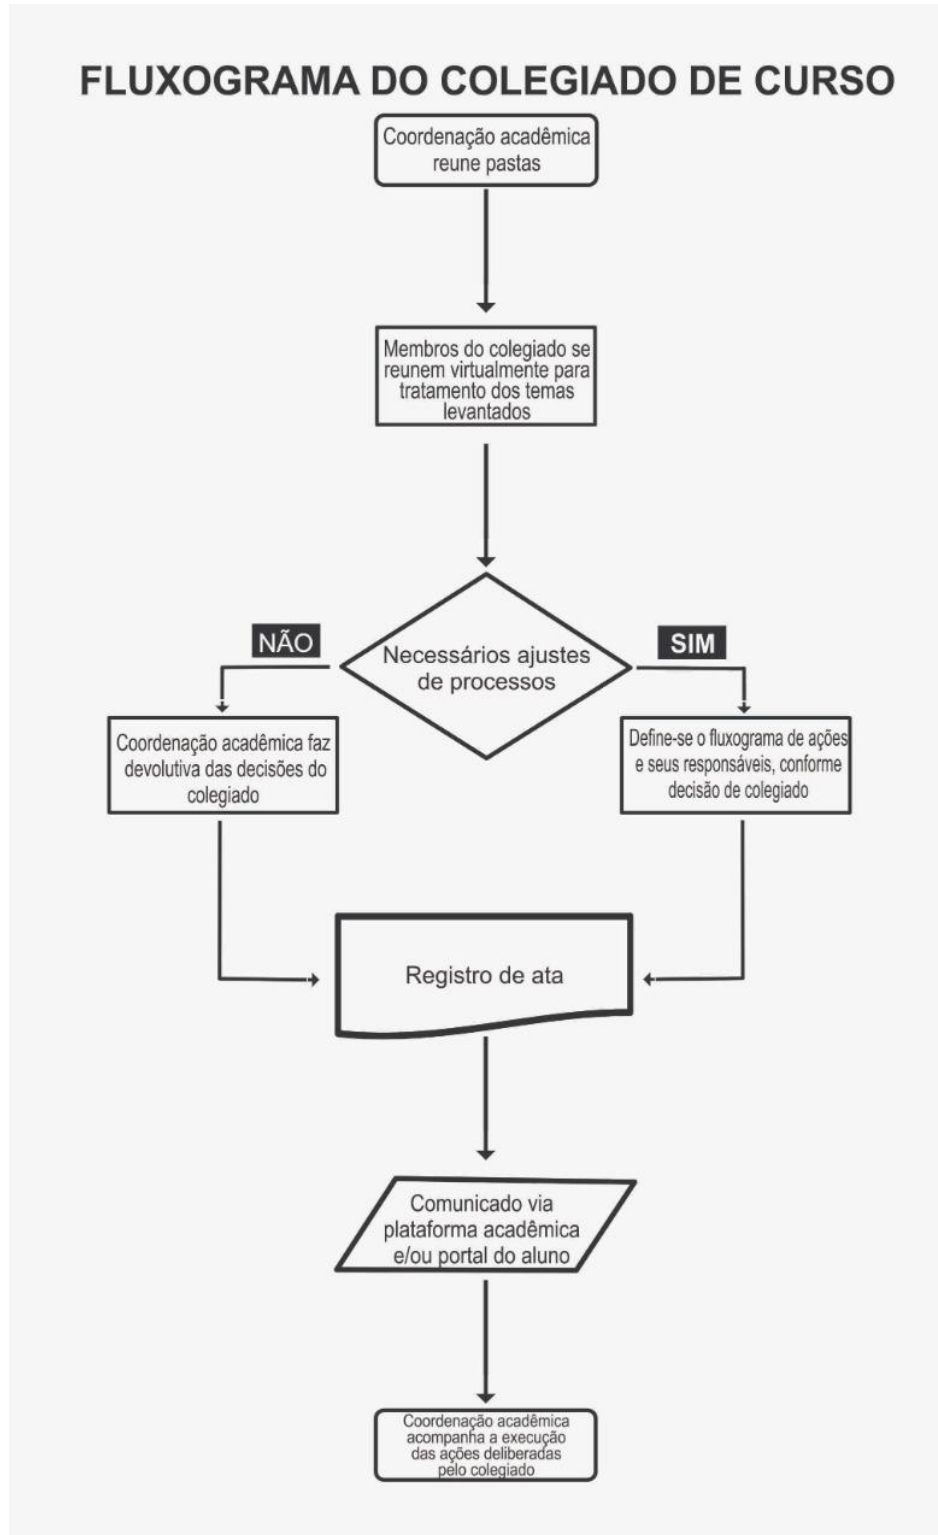 FLUXOGRAMA DO COLEGIADO DE CURSO
Coordenação acadêmica
reune pastas
Membros do colegiado se
reunem virtualmente para
tratamento dos temas
levantados
NÃO
SIM
Necessários ajustes
de processos
Coordenação acadêmica faz
devolutiva das decisões do
colegiado
Define-se o fluxograma de ações
e seus responsáveis, conforme
decisão de colegiado
Registro de ata
Comunicado via
plataforma acadêmica
e/ou portal do aluno
Coordenação acadêmica
acompanha a execução
das ações deliberadas
pelo colegiado